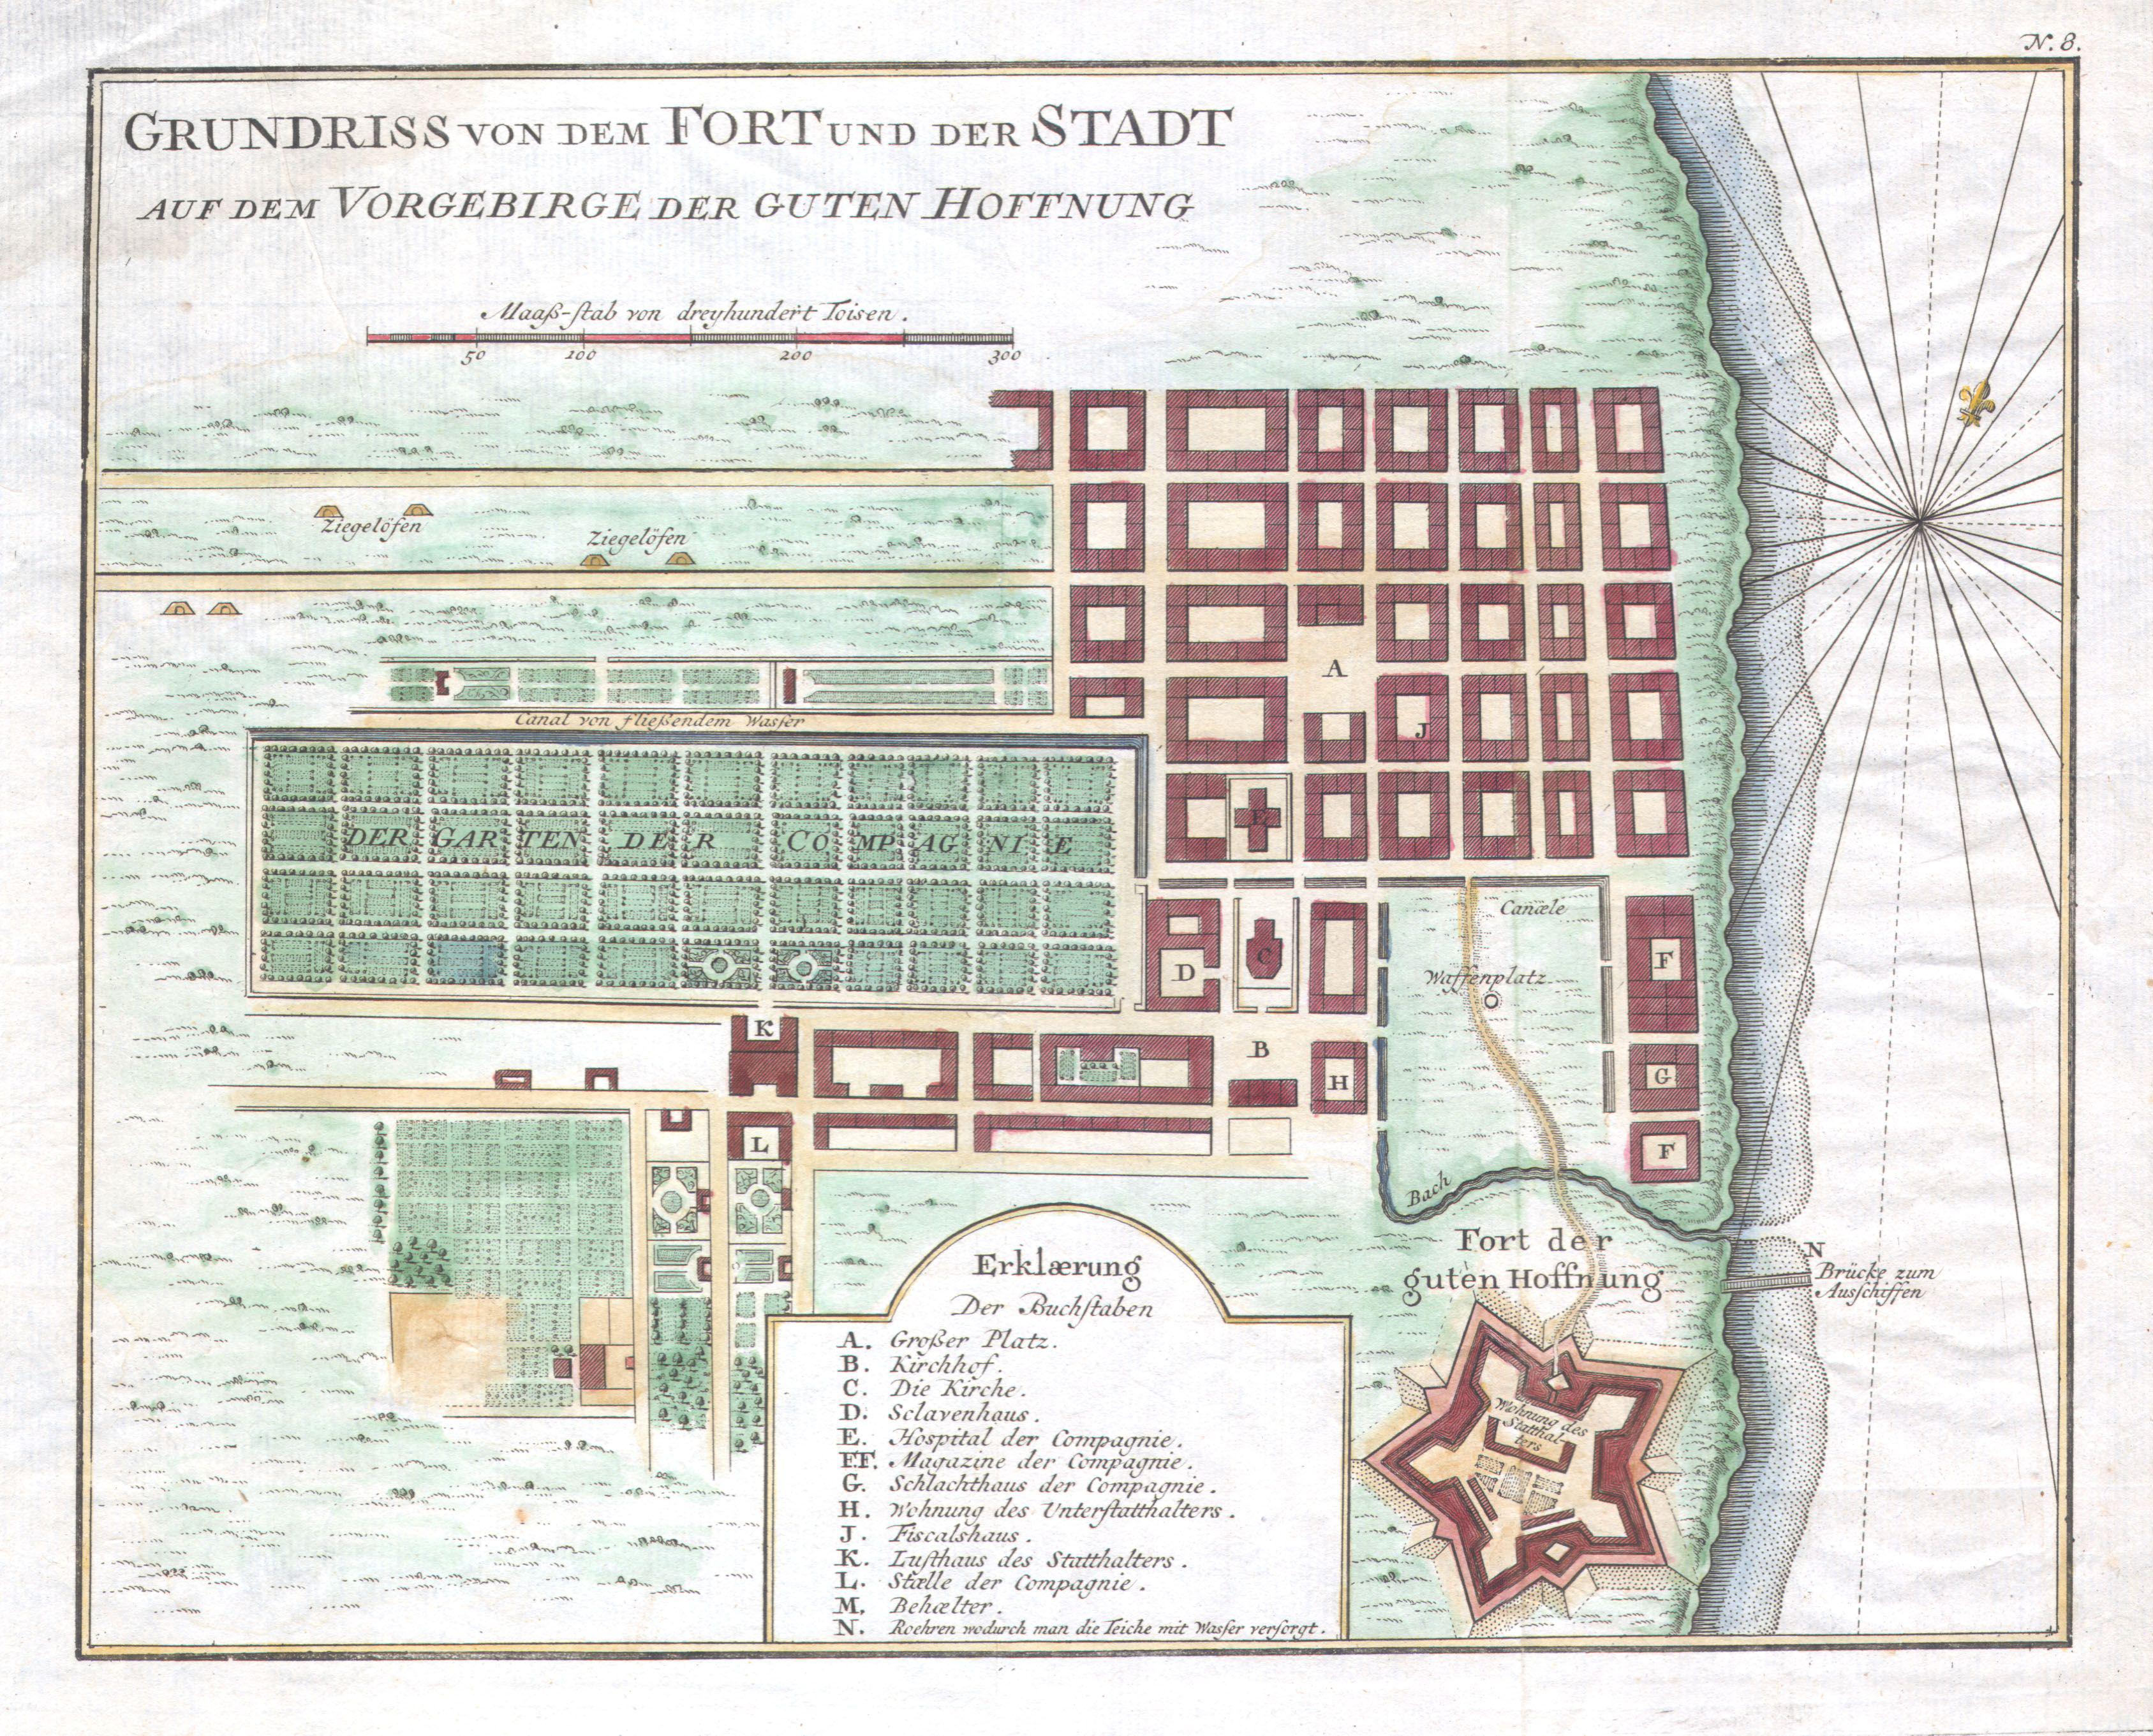 N. 8.
GRUNDRISS VON DEM FORT UND DER STADT
AUF DEM VORGEBIRGE DER GUTEN HOFFNUNG
Maaß-stab von dreyhundert Toisen.
50 100 200 300
Ziegelöfen
Ziegelöfen
A
J
Canal von fließendem Wasser
E
DER GARTEN DER COMPAGNIE
Canæle
D
C
F
Waffenplatz
K
B
H
G
L
F
Bach
Fort der
guten Hoffnung
N
Brücke zum
Ausschiffen
Wohnung des
Statthal-
ters
Erklærung
Der Buchstaben
A. Großer Platz.
B. Kirchhof.
C. Die Kirche.
D. Sclavenhaus.
E. Hospital der Compagnie.
FF. Magazine der Compagnie.
G. Schlachthaus der Compagnie.
H. Wohnung des Unterstatthalters.
J. Fiscalshaus.
K. Lusthaus des Statthalters.
L. Stælle der Compagnie.
M. Behælter.
N. Roehren wodurch man die Teiche mit Wasser versorgt.